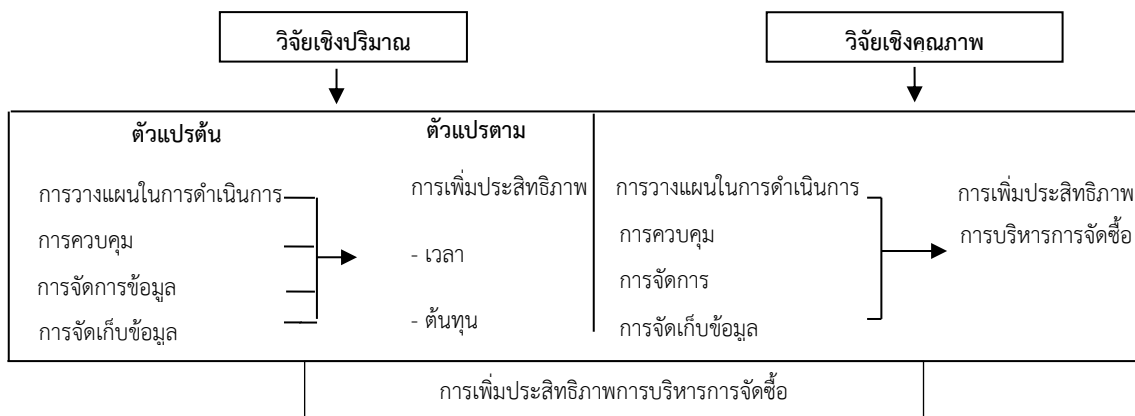 วิจัยเชิงปริมาณ
วิจัยเชิงคุณภาพ
ตัวแปรต้น
ตัวแปรตาม
การวางแผนในการดำเนินการ
การควบคุม
การจัดการข้อมูล
การจัดเก็บข้อมูล
การเพิ่มประสิทธิภาพ
- เวลา
- ต้นทุน
การวางแผนในการดำเนินการ
การควบคุม
การจัดการ
การจัดเก็บข้อมูล
การเพิ่มประสิทธิภาพ
การบริหารการจัดซื้อ
การเพิ่มประสิทธิภาพการบริหารการจัดซื้อ